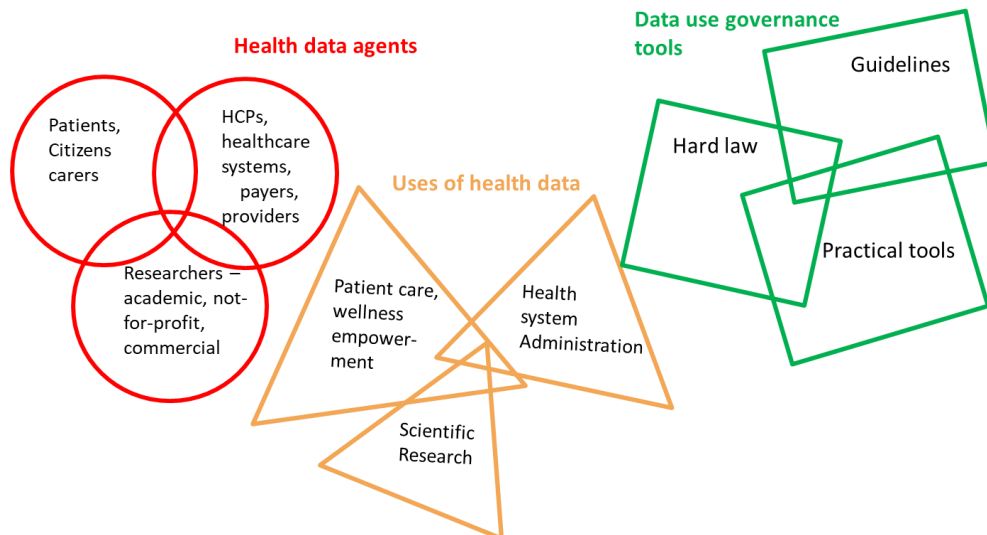 Health data agents
Patients,
Citizens
carers
HCPs,
healthcare
systems,
payers,
providers
Researchers –
academic, not-
for-profit,
commercial
Uses of health data
Patient care,
wellness
empower-
ment
Health
system
Administration
Scientific
Research
Data use governance
tools
Guidelines
Hard law
Practical tools